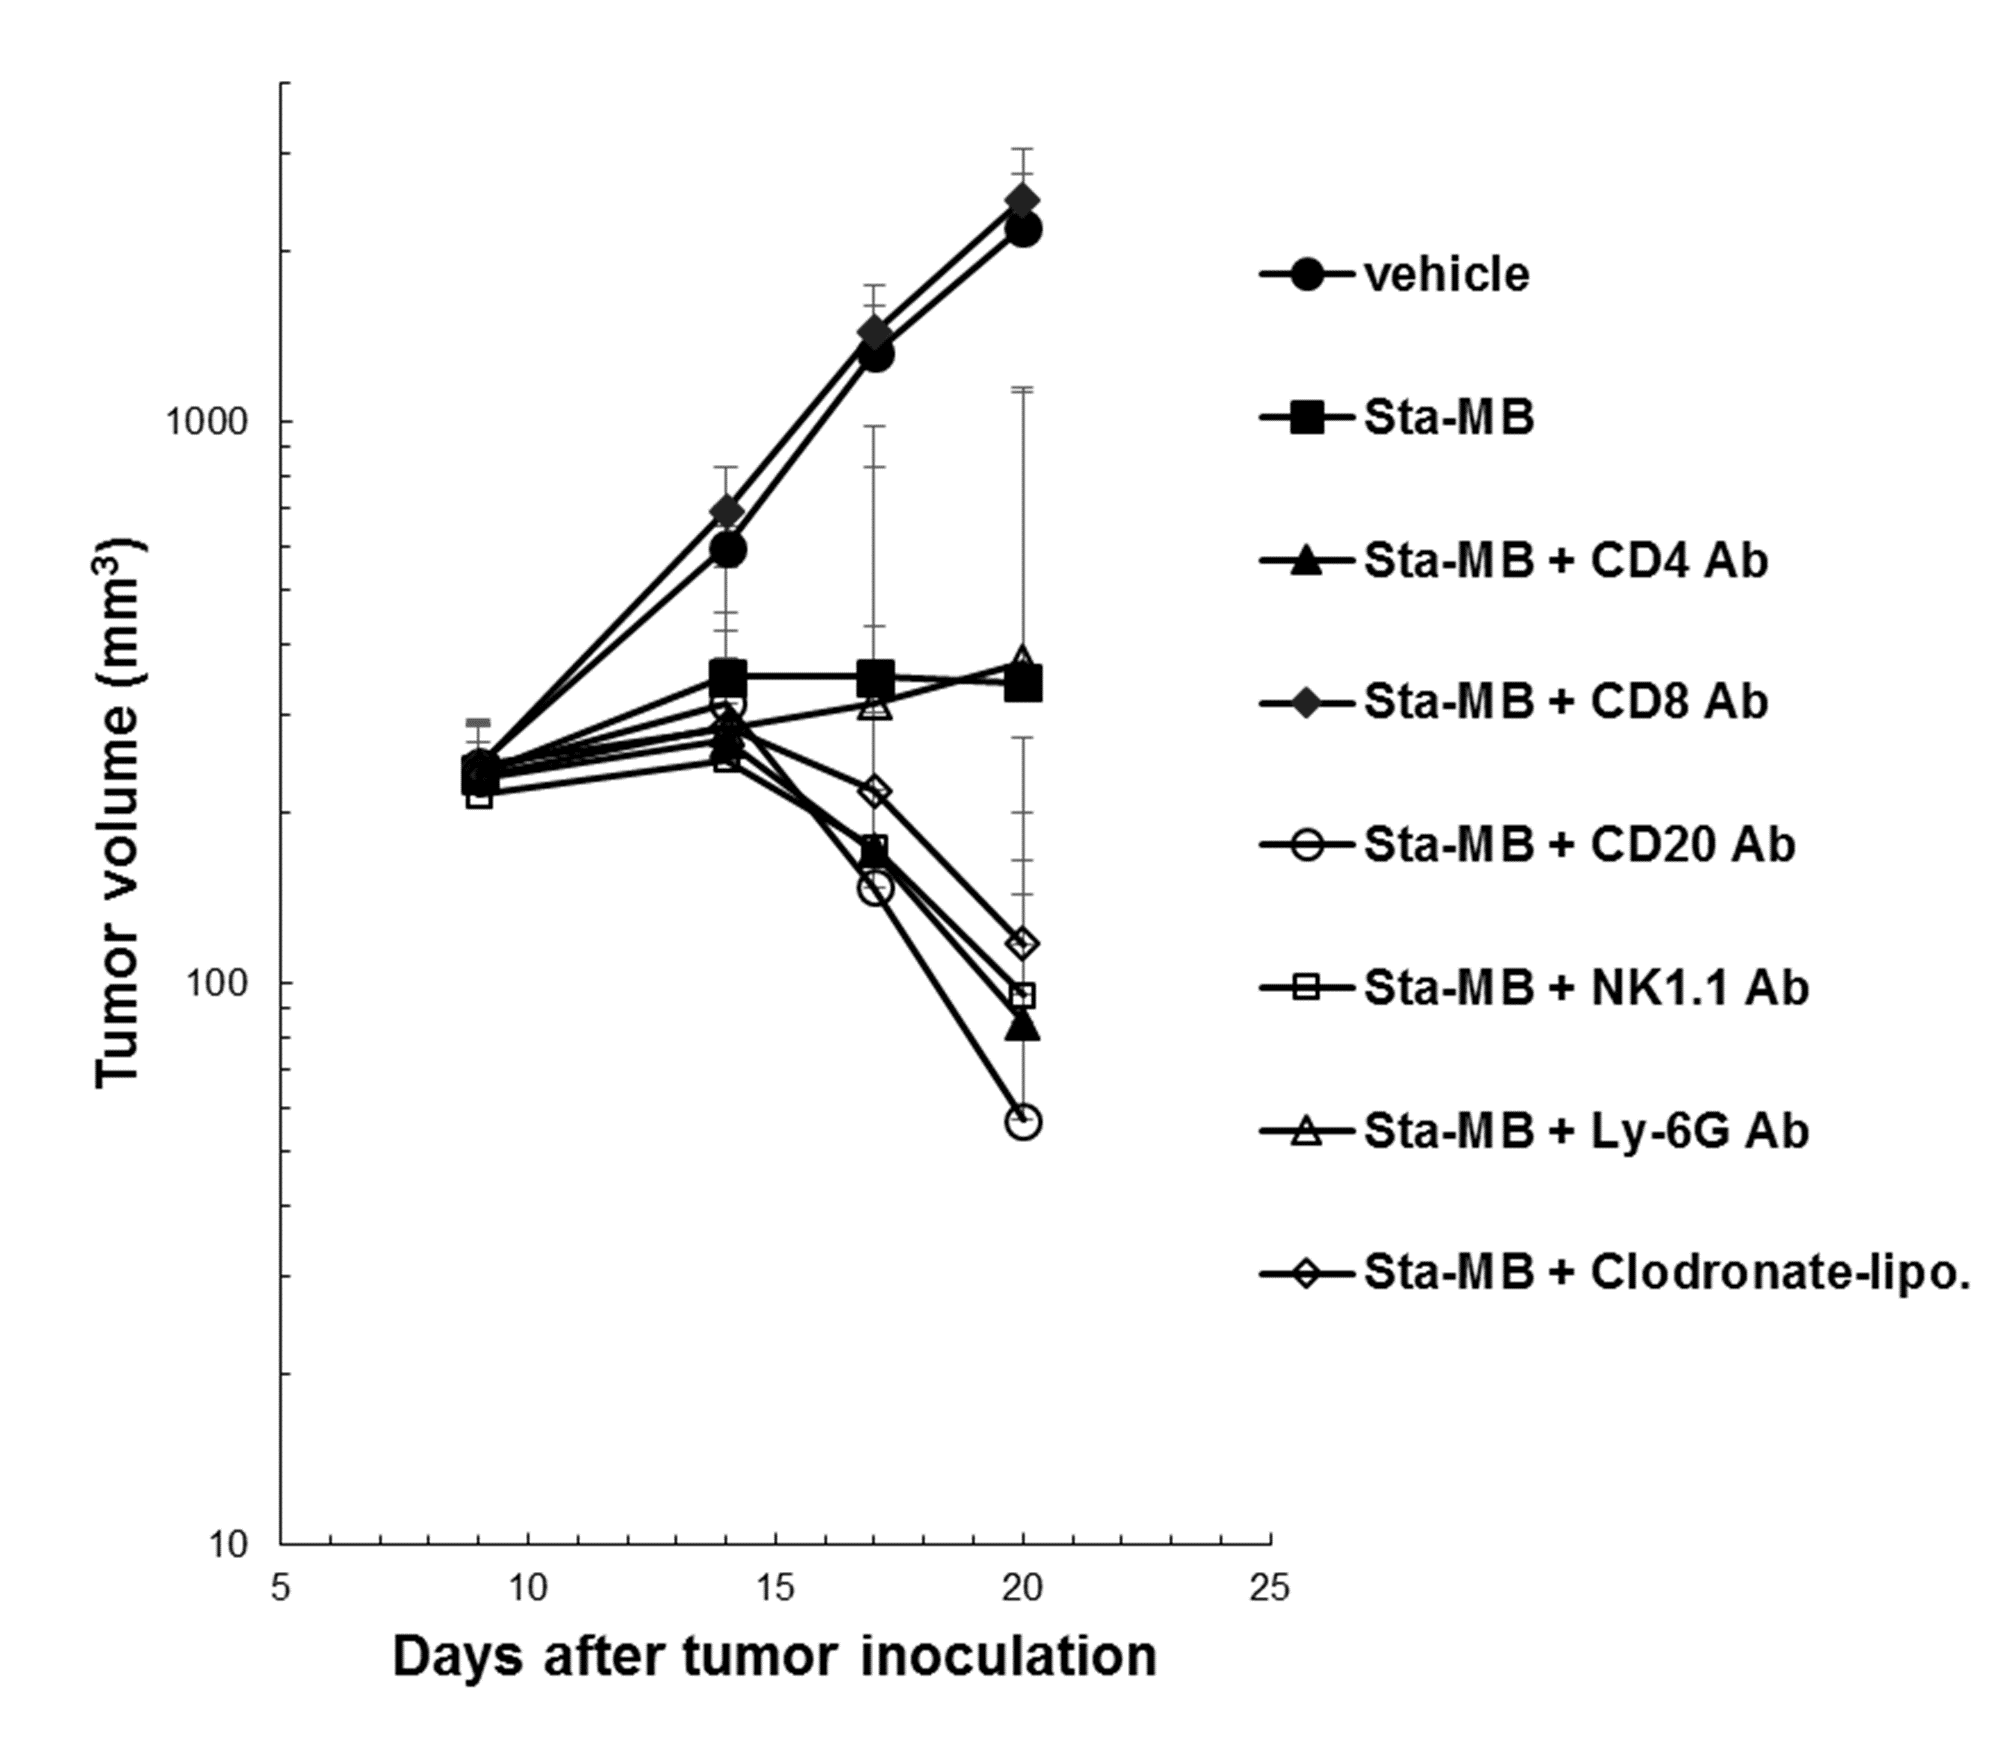 Tumor volume (mm³)
1000
100
10
5 10 15 20 25
Days after tumor inoculation
vehicle
Sta-MB
Sta-MB + CD4 Ab
Sta-MB + CD8 Ab
Sta-MB + CD20 Ab
Sta-MB + NK1.1 Ab
Sta-MB + Ly-6G Ab
Sta-MB + Clodronate-lipo.